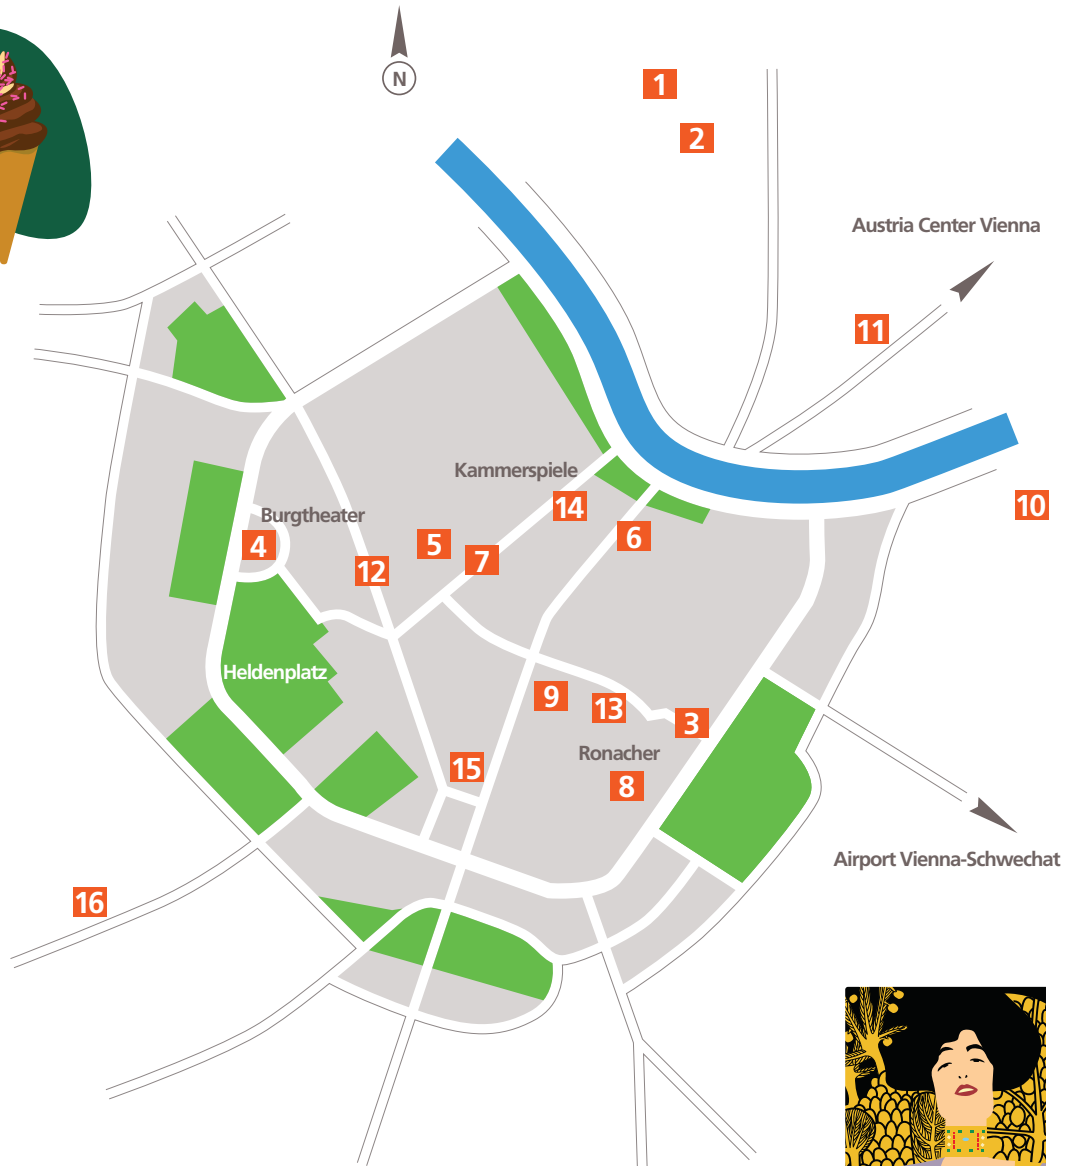 N
1
2
Austria Center Vienna
11
Kammerspiele
14
10
Burgtheater
6
4
5
7
12
Heldenplatz
9
13
3
Ronacher
15
8
Airport Vienna-Schwechat
16